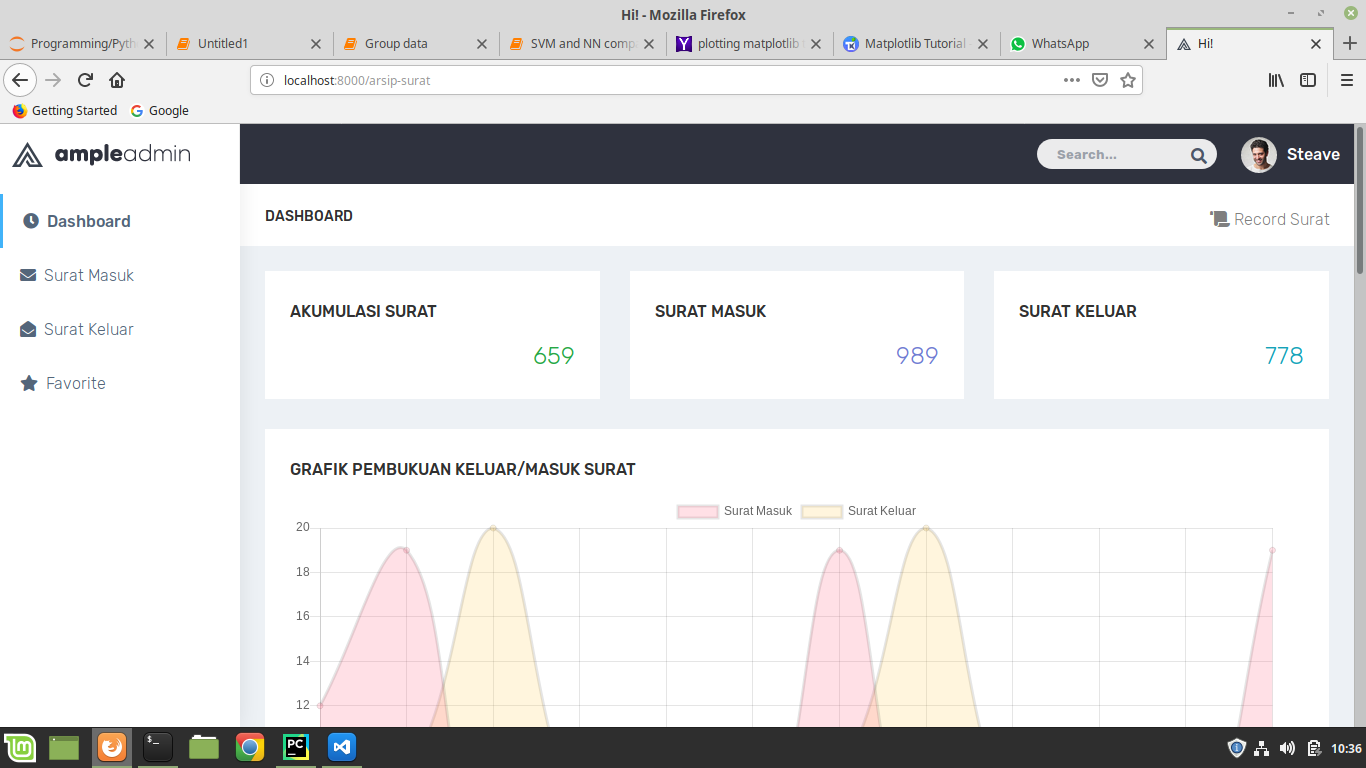 Hi! - Mozilla Firefox
Programming/Pyth
Untitled1
Group data
SVM and NN comp
plotting matplotlib
Matplotlib Tutorial
WhatsApp
Hi!
localhost:8000/arsip-surat
Getting Started
Google
ampleadmin
Search...
Steave
Dashboard
Surat Masuk
Surat Keluar
Favorite
DASHBOARD
Record Surat
AKUMULASI SURAT
659
SURAT MASUK
989
SURAT KELUAR
778
GRAFIK PEMBUKUAN KELUAR/MASUK SURAT
Surat Masuk
Surat Keluar
20
18
16
14
12
PC
10:36